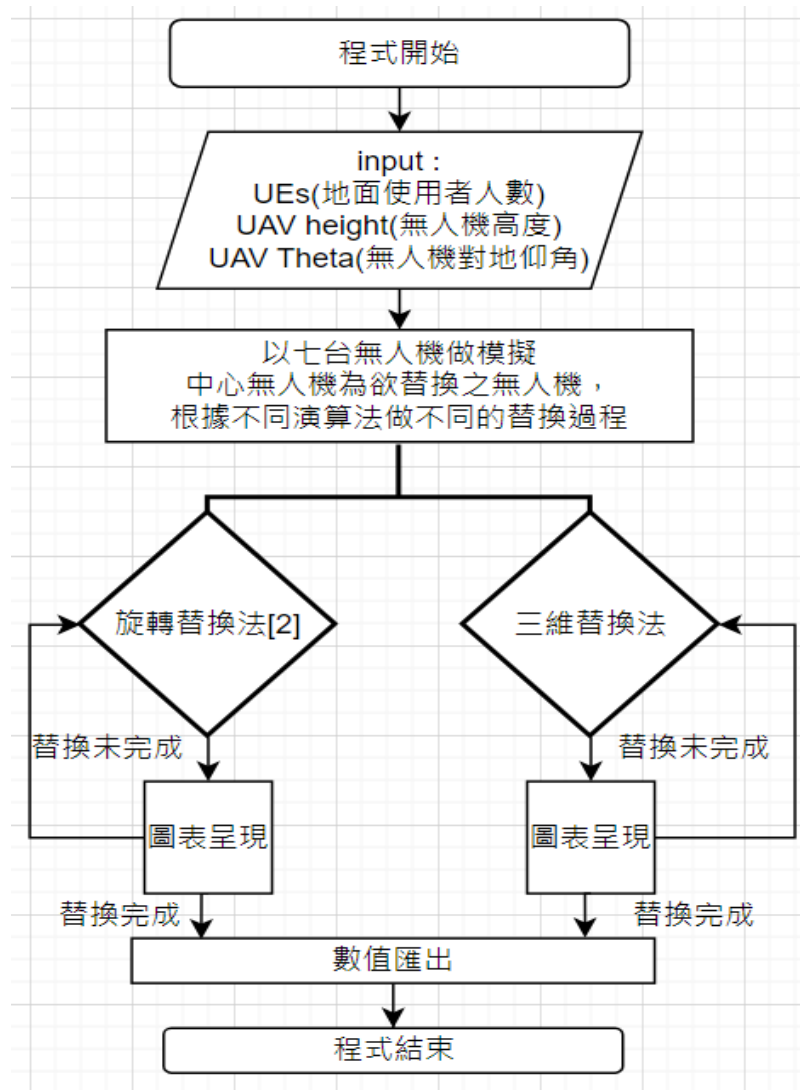 程式開始
input :
UEs(地面使用者人數)
UAV height(無人機高度)
UAV Theta(無人機對地仰角)
以七台無人機做模擬
中心無人機為欲替換之無人機，
根據不同演算法做不同的替換過程
旋轉替換法[2]
三維替換法
替換未完成
替換未完成
圖表呈現
圖表呈現
替換完成
替換完成
數值匯出
程式結束